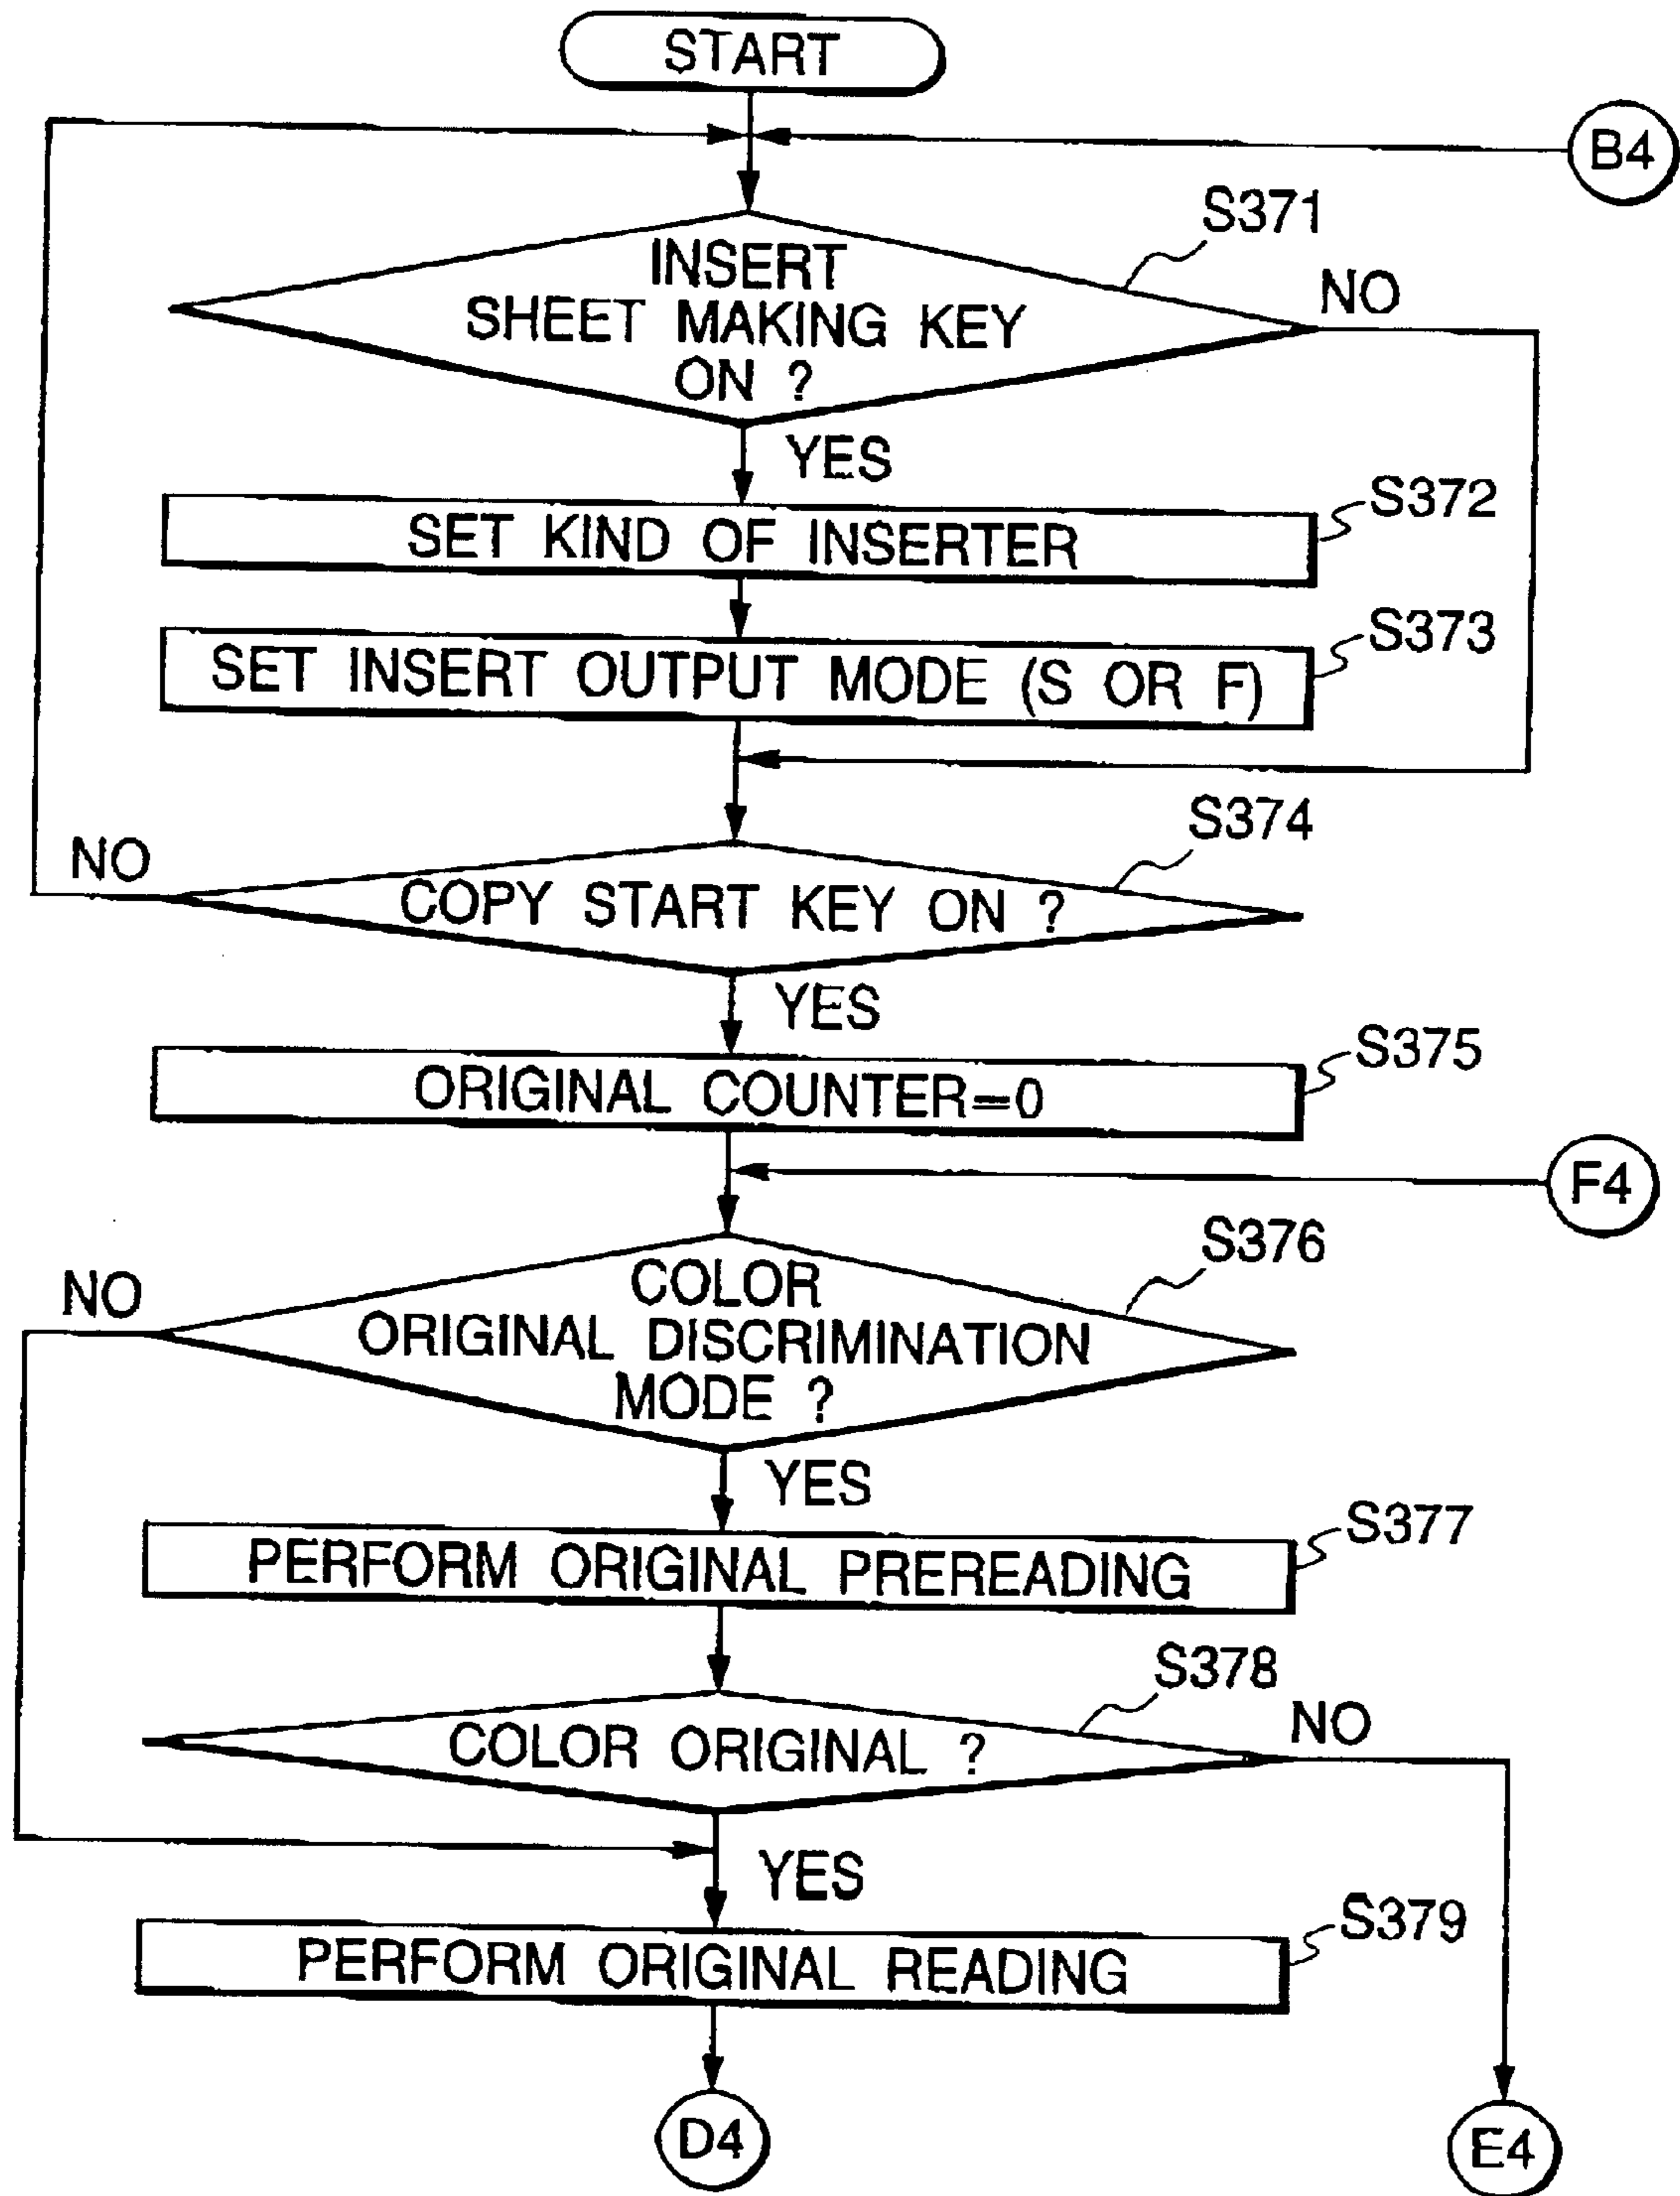 START
B4
S371
INSERT
SHEET MAKING KEY
ON ?
NO
YES
S372
SET KIND OF INSERTER
S373
SET INSERT OUTPUT MODE (S OR F)
S374
NO
COPY START KEY ON ?
YES
S375
ORIGINAL COUNTER=0
F4
S376
NO
COLOR
ORIGINAL DISCRIMINATION
MODE ?
YES
S377
PERFORM ORIGINAL PREREADING
S378
NO
COLOR ORIGINAL ?
YES
S379
PERFORM ORIGINAL READING
D4
E4